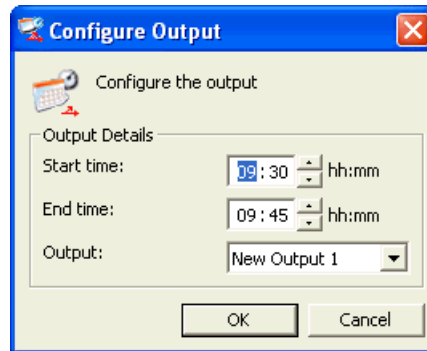 Configure Output
Configure the output
Output Details
Start time: 09:30 hh:mm
End time: 09:45 hh:mm
Output: New Output 1
OK Cancel